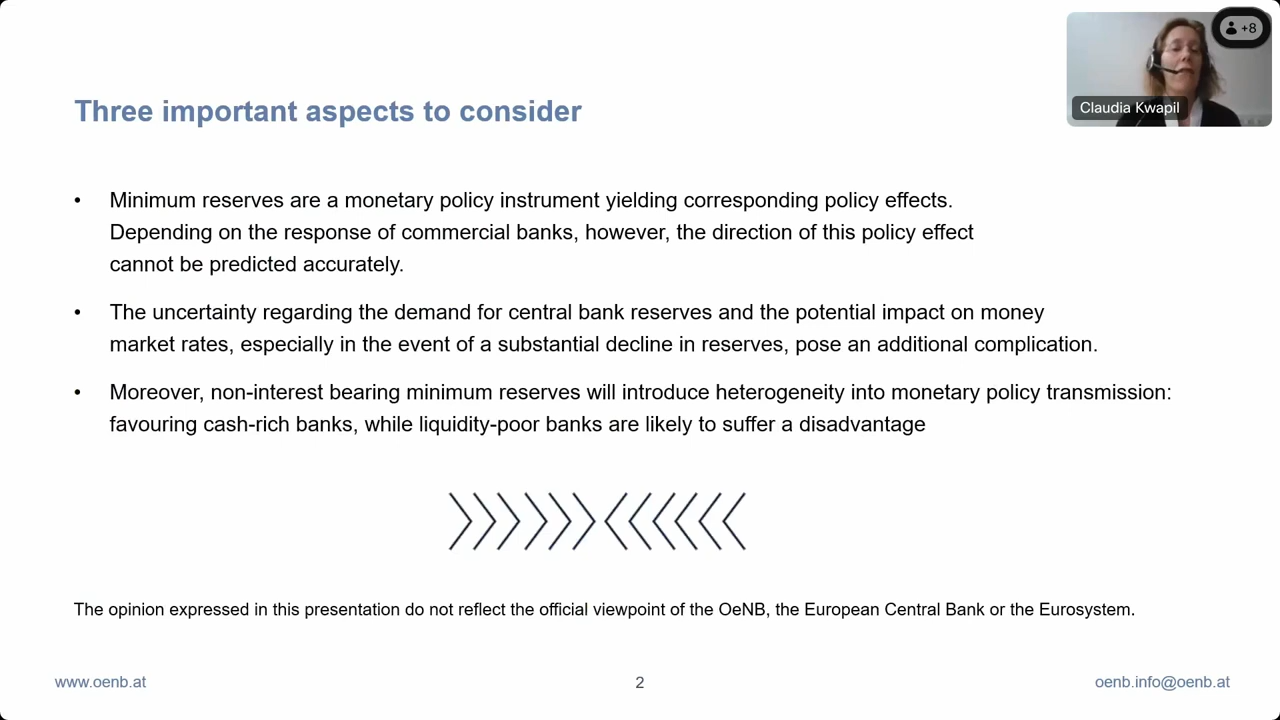 +8
Claudia Kwapil
Three important aspects to consider
• Minimum reserves are a monetary policy instrument yielding corresponding policy effects.
Depending on the response of commercial banks, however, the direction of this policy effect
cannot be predicted accurately.
• The uncertainty regarding the demand for central bank reserves and the potential impact on money
market rates, especially in the event of a substantial decline in reserves, pose an additional complication.
• Moreover, non-interest bearing minimum reserves will introduce heterogeneity into monetary policy transmission:
favouring cash-rich banks, while liquidity-poor banks are likely to suffer a disadvantage
The opinion expressed in this presentation do not reflect the official viewpoint of the OeNB, the European Central Bank or the Eurosystem.
www.oenb.at
2
oenb.info@oenb.at